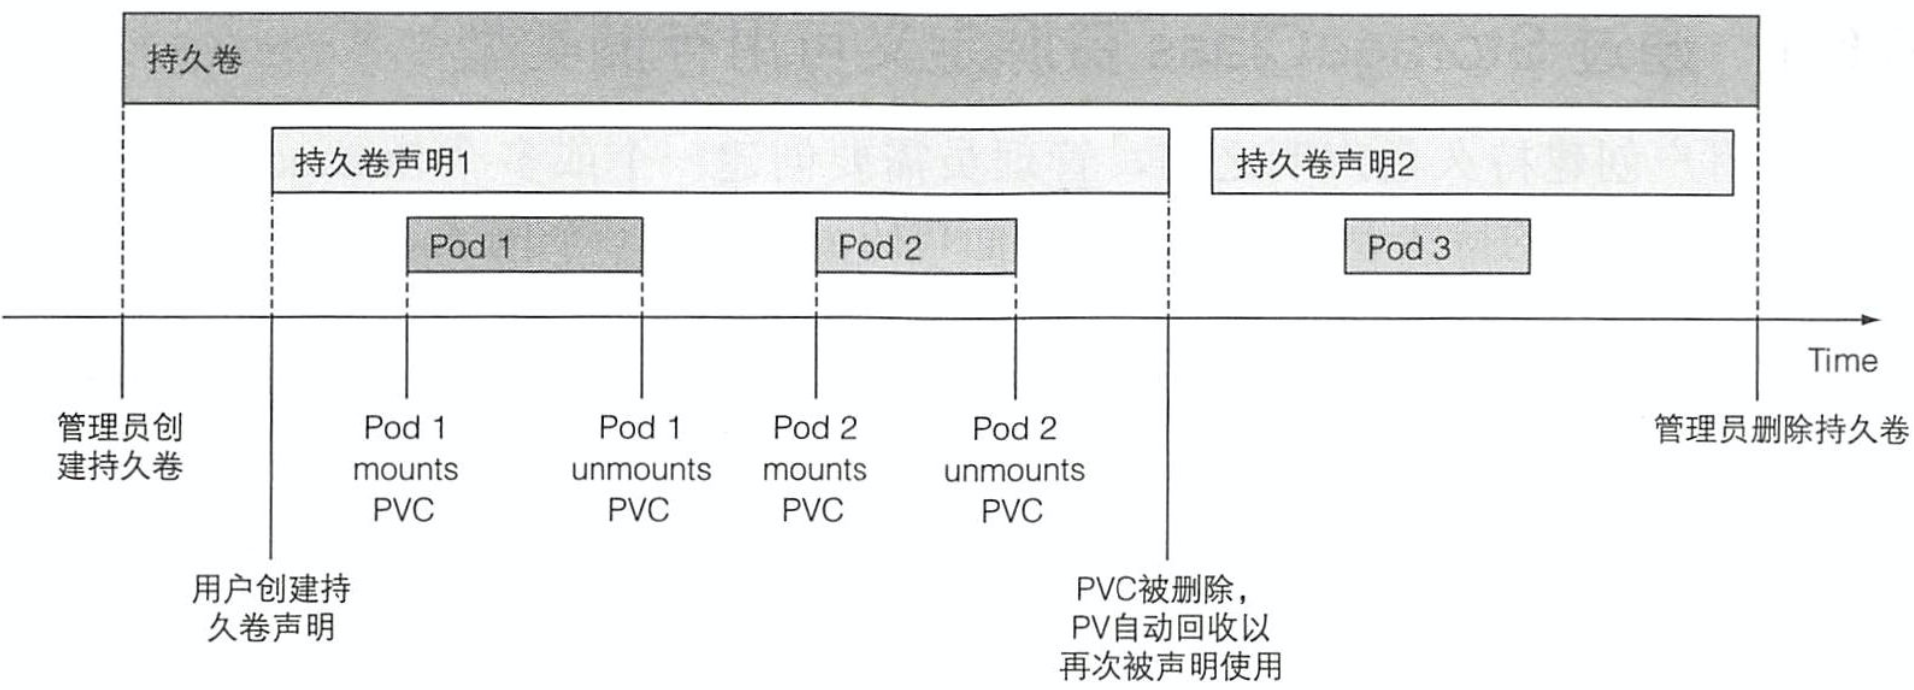 持久卷
持久卷声明1
持久卷声明2
Pod 1
Pod 2
Pod 3
Time
管理员创
建持久卷
Pod 1
mounts
PVC
Pod 1
unmounts
PVC
Pod 2
mounts
PVC
Pod 2
unmounts
PVC
管理员删除持久卷
用户创建持
久卷声明
PVC被删除，
PV自动回收以
再次被声明使用